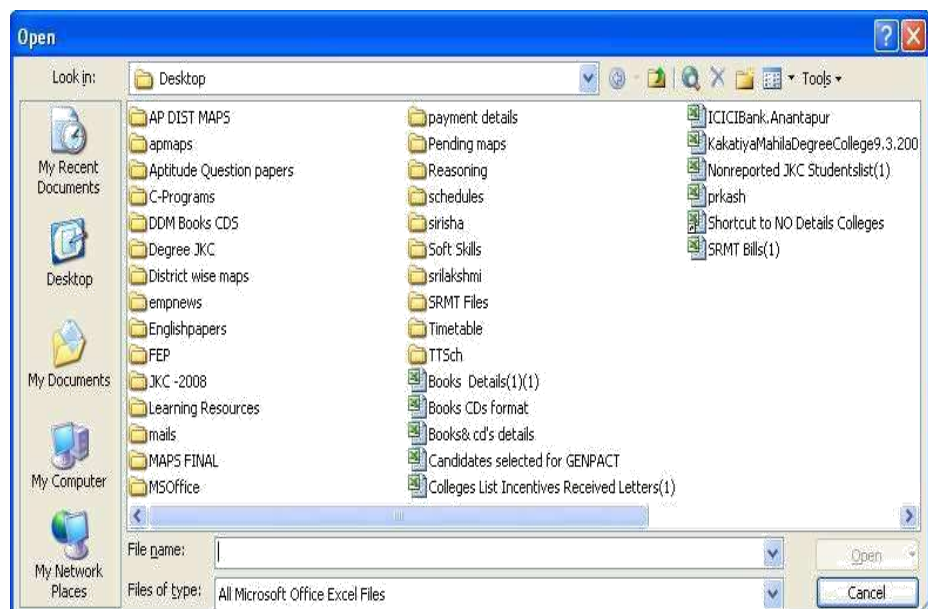 Open
Look in:
Desktop
Tools
My Recent
Documents
Desktop
My Documents
My Computer
My Network
Places
AP DIST MAPS
apmaps
Aptitude Question papers
C-Programs
DDM Books CDS
Degree JKC
District wise maps
empnews
Englishpapers
FEP
JKC -2008
Learning Resources
mails
MAPS FINAL
MSOffice
payment details
Pending maps
Reasoning
schedules
sirisha
Soft Skills
srilakshmi
SRMT Files
Timetable
TTSch
Books Details(1)(1)
Books CDs format
Books& cd's details
Candidates selected for GENPACT
Colleges List Incentives Received Letters(1)
ICICIBank.Anantapur
KakatiyaMahilaDegreeCollege9.3.200
Nonreported JKC Studentslist(1)
prkash
Shortcut to NO Details Colleges
SRMT Bills(1)
File name:
Open
Files of type:
All Microsoft Office Excel Files
Cancel